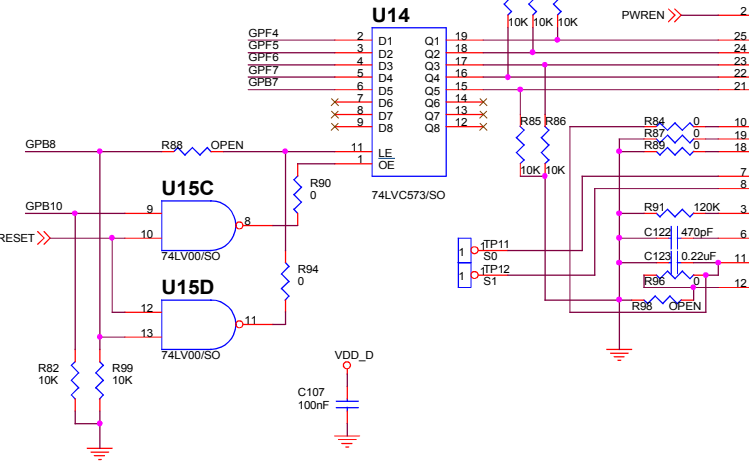 U14
10K
10K
10K
PWREN
2
GPF4
2
D1
Q1
19
25
GPF5
3
D2
Q2
18
24
GPF6
4
D3
Q3
17
23
GPF7
5
D4
Q4
16
22
GPB7
6
D5
Q5
15
21
7
D6
Q6
14
8
D7
Q7
13
9
D8
Q8
12
R85
R86
10K
10K
R84
0
10
R87
0
19
R89
0
18
GPB8
R88
OPEN
11
LE
1
OE
74LVC573/SO
7
8
R90
0
U15C
GPB10
9
8
RESET
10
74LV00/SO
R91
120K
3
C122
470pF
6
1
1
TP11
S0
C123
0.22uF
11
1
1
TP12
S1
R96
0
12
R98
OPEN
R94
0
U15D
12
11
13
74LV00/SO
R82
10K
R99
10K
VDD_D
C107
100nF